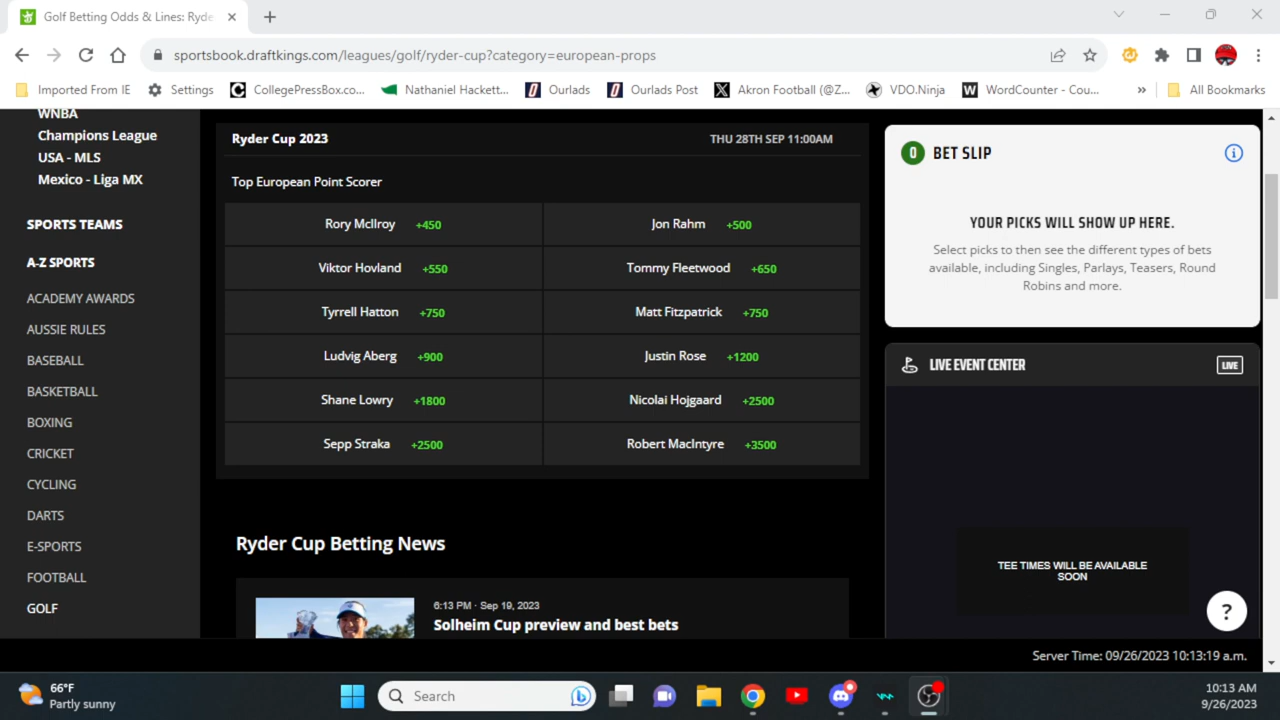 Golf Betting Odds & Lines: Ryde
sportsbook.draftkings.com/leagues/golf/ryder-cup?category=european-props
Imported From IE
Settings
CollegePressBox.co...
Nathaniel Hackett...
Ourlads
Ourlads Post
Akron Football (@Z...
VDO.Ninja
WordCounter - Cou...
»
All Bookmarks
WNBA
Champions League
USA - MLS
Mexico - Liga MX
SPORTS TEAMS
A-Z SPORTS
ACADEMY AWARDS
AUSSIE RULES
BASEBALL
BASKETBALL
BOXING
CRICKET
CYCLING
DARTS
E-SPORTS
FOOTBALL
GOLF
Ryder Cup 2023 THU 28TH SEP 11:00AM
Top European Point Scorer
Rory McIlroy +450 Jon Rahm +500
Viktor Hovland +550 Tommy Fleetwood +650
Tyrrell Hatton +750 Matt Fitzpatrick +750
Ludvig Aberg +900 Justin Rose +1200
Shane Lowry +1800 Nicolai Hojgaard +2500
Sepp Straka +2500 Robert MacIntyre +3500
Ryder Cup Betting News
6:13 PM · Sep 19, 2023
Solheim Cup preview and best bets
0 BET SLIP
YOUR PICKS WILL SHOW UP HERE.
Select picks to then see the different types of bets
available, including Singles, Parlays, Teasers, Round
Robins and more.
LIVE EVENT CENTER LIVE
TEE TIMES WILL BE AVAILABLE
SOON
?
Server Time: 09/26/2023 10:13:19 a.m.
66°F
Partly sunny
Search
10:13 AM
9/26/2023